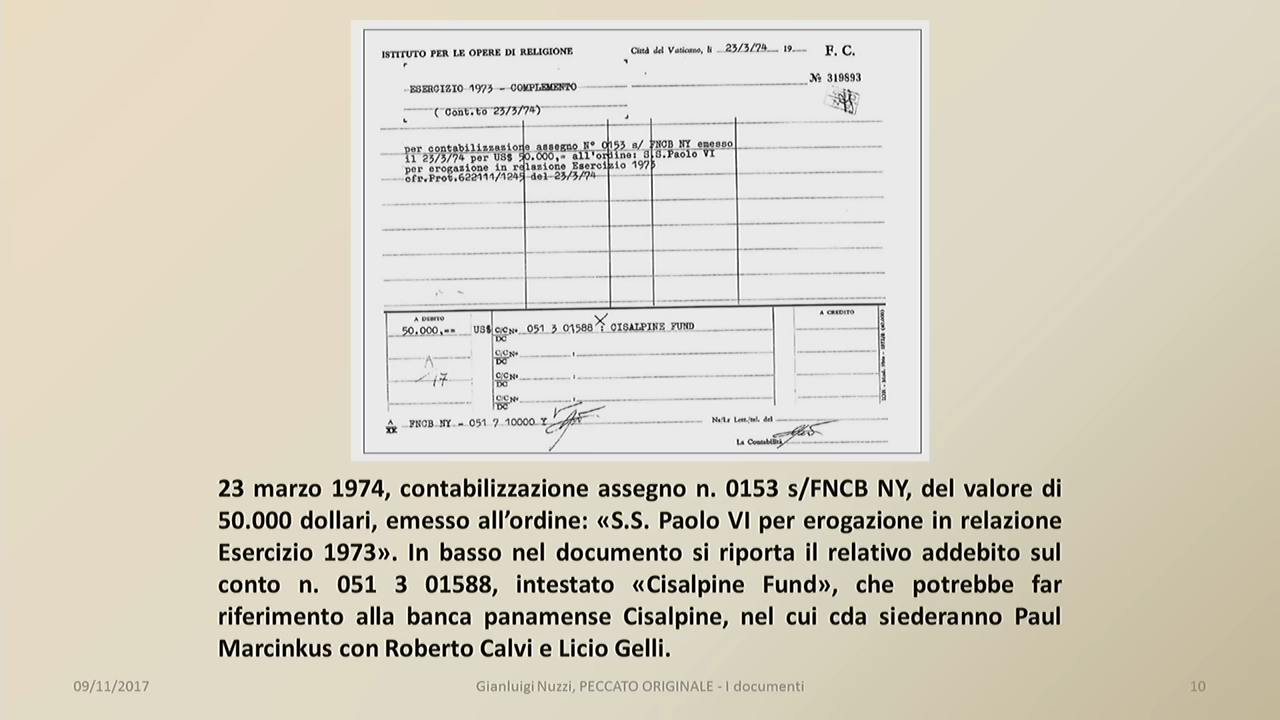 ISTITUTO PER LE OPERE DI RELIGIONE
Città del Vaticano, li 23/3/74 19
F. C.
№ 319893
ESERCIZIO 1973 - COMPLEMENTO
( Cont.to 23/3/74)
per contabilizzazione assegno N° 0153 s/ FNCB NY emesso
il 23/3/74 per US$ 50.000,= all'ordine: S.S.Paolo VI
per erogazione in relazione Esercizio 1973
cfr.Prot.622111/1245 del 23/3/74
A DEBITO
A CREDITO
50.000,== US$ C/C Nº 051 3 01588 : CISALPINE FUND
DC
C/C Nº
DC
C/C Nº
DC
C/C Nº
DC
17
FNCB NY - 051 7 10000
Ns/Le Lett./tel. del
La Contabilità
23 marzo 1974, contabilizzazione assegno n. 0153 s/FNCB NY, del valore di
50.000 dollari, emesso all’ordine: «S.S. Paolo VI per erogazione in relazione
Esercizio 1973». In basso nel documento si riporta il relativo addebito sul
conto n. 051 3 01588, intestato «Cisalpine Fund», che potrebbe far
riferimento alla banca panamense Cisalpine, nel cui cda siederanno Paul
Marcinkus con Roberto Calvi e Licio Gelli.
09/11/2017
Gianluigi Nuzzi, PECCATO ORIGINALE - I documenti
10